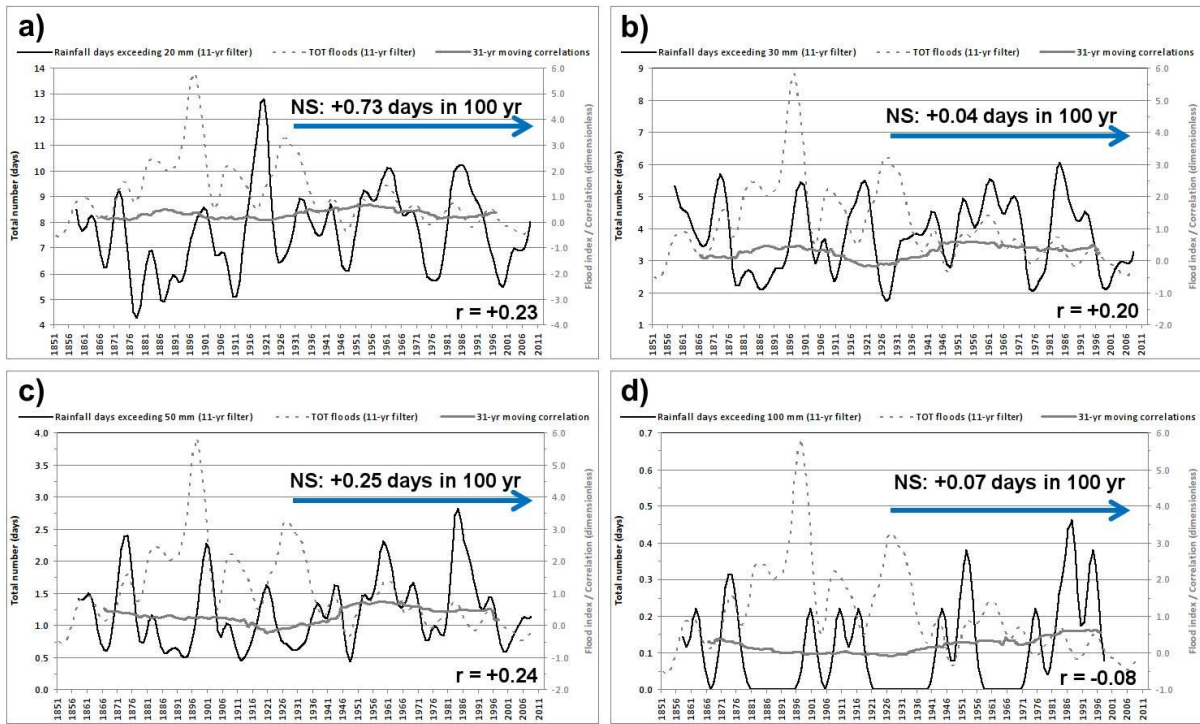 a)
Rainfall days exceeding 20 mm (11-yr filter) TOT floods (11-yr filter) 31-yr moving correlations
Total number (days)
14
13
12
11
10
9
8
7
6
5
4
NS: +0.73 days in 100 yr
r = +0.23
6.0
5.0
4.0
3.0
2.0
1.0
0.0
-1.0
-2.0
-3.0
-4.0
Flood index / Correlation (dimensionless)
1851 1856 1861 1866 1871 1876 1881 1886 1891 1896 1901 1906 1911 1916 1921 1926 1931 1936 1941 1946 1951 1956 1961 1966 1971 1976 1981 1986 1991 1996 2001 2006 2011
b)
Rainfall days exceeding 30 mm (11-yr filter) TOT floods (11-yr filter) 31-yr moving correlations
Total number (days)
9
8
7
6
5
4
3
2
1
NS: +0.04 days in 100 yr
r = +0.20
6.0
5.0
4.0
3.0
2.0
1.0
0.0
-1.0
-2.0
Flood index / Correlation (dimensionless)
1851 1856 1861 1866 1871 1876 1881 1886 1891 1896 1901 1906 1911 1916 1921 1926 1931 1936 1941 1946 1951 1956 1961 1966 1971 1976 1981 1986 1991 1996 2001 2006 2011
c)
Rainfall days exceeding 50 mm (11-yr filter) TOT floods (11-yr filter) 31-yr moving correlation
Total number (days)
4.0
3.5
3.0
2.5
2.0
1.5
1.0
0.5
0.0
NS: +0.25 days in 100 yr
r = +0.24
6.0
5.0
4.0
3.0
2.0
1.0
0.0
-1.0
-2.0
Flood index / Correlation (dimensionless)
1851 1856 1861 1866 1871 1876 1881 1886 1891 1896 1901 1906 1911 1916 1921 1926 1931 1936 1941 1946 1951 1956 1961 1966 1971 1976 1981 1986 1991 1996 2001 2006 2011
d)
Rainfall days exceeding 100 mm (11-yr filter) TOT floods (11-yr filter) 31-yr moving correlations
Total number (days)
0.7
0.6
0.5
0.4
0.3
0.2
0.1
0.0
NS: +0.07 days in 100 yr
r = -0.08
6.0
5.0
4.0
3.0
2.0
1.0
0.0
-1.0
Flood index / Correlation (dimensionless)
1851 1856 1861 1866 1871 1876 1881 1886 1891 1896 1901 1906 1911 1916 1921 1926 1931 1936 1941 1946 1951 1956 1961 1966 1971 1976 1981 1986 1991 1996 2001 2006 2011